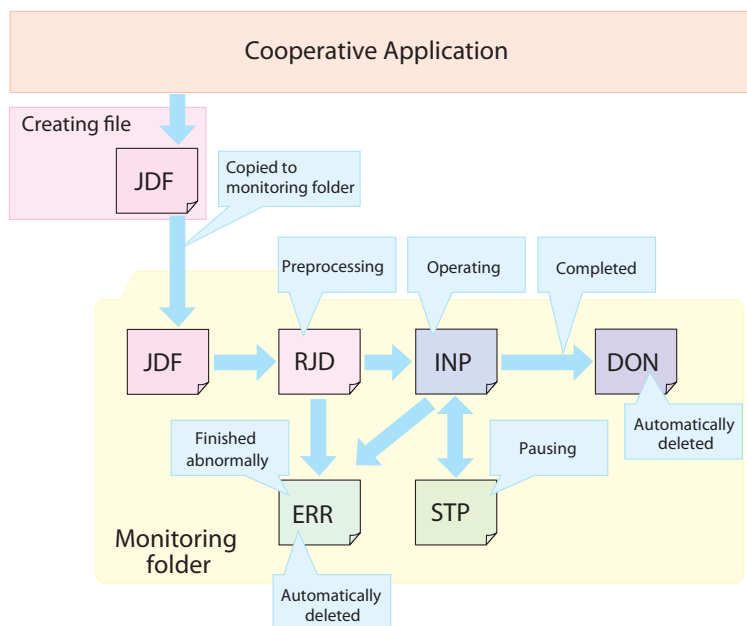 Cooperative Application
Creating file
JDF
Copied to
monitoring folder
Preprocessing
Operating
Completed
JDF
RJD
INP
DON
Automatically
deleted
Finished
abnormally
Pausing
ERR
STP
Monitoring
folder
Automatically
deleted